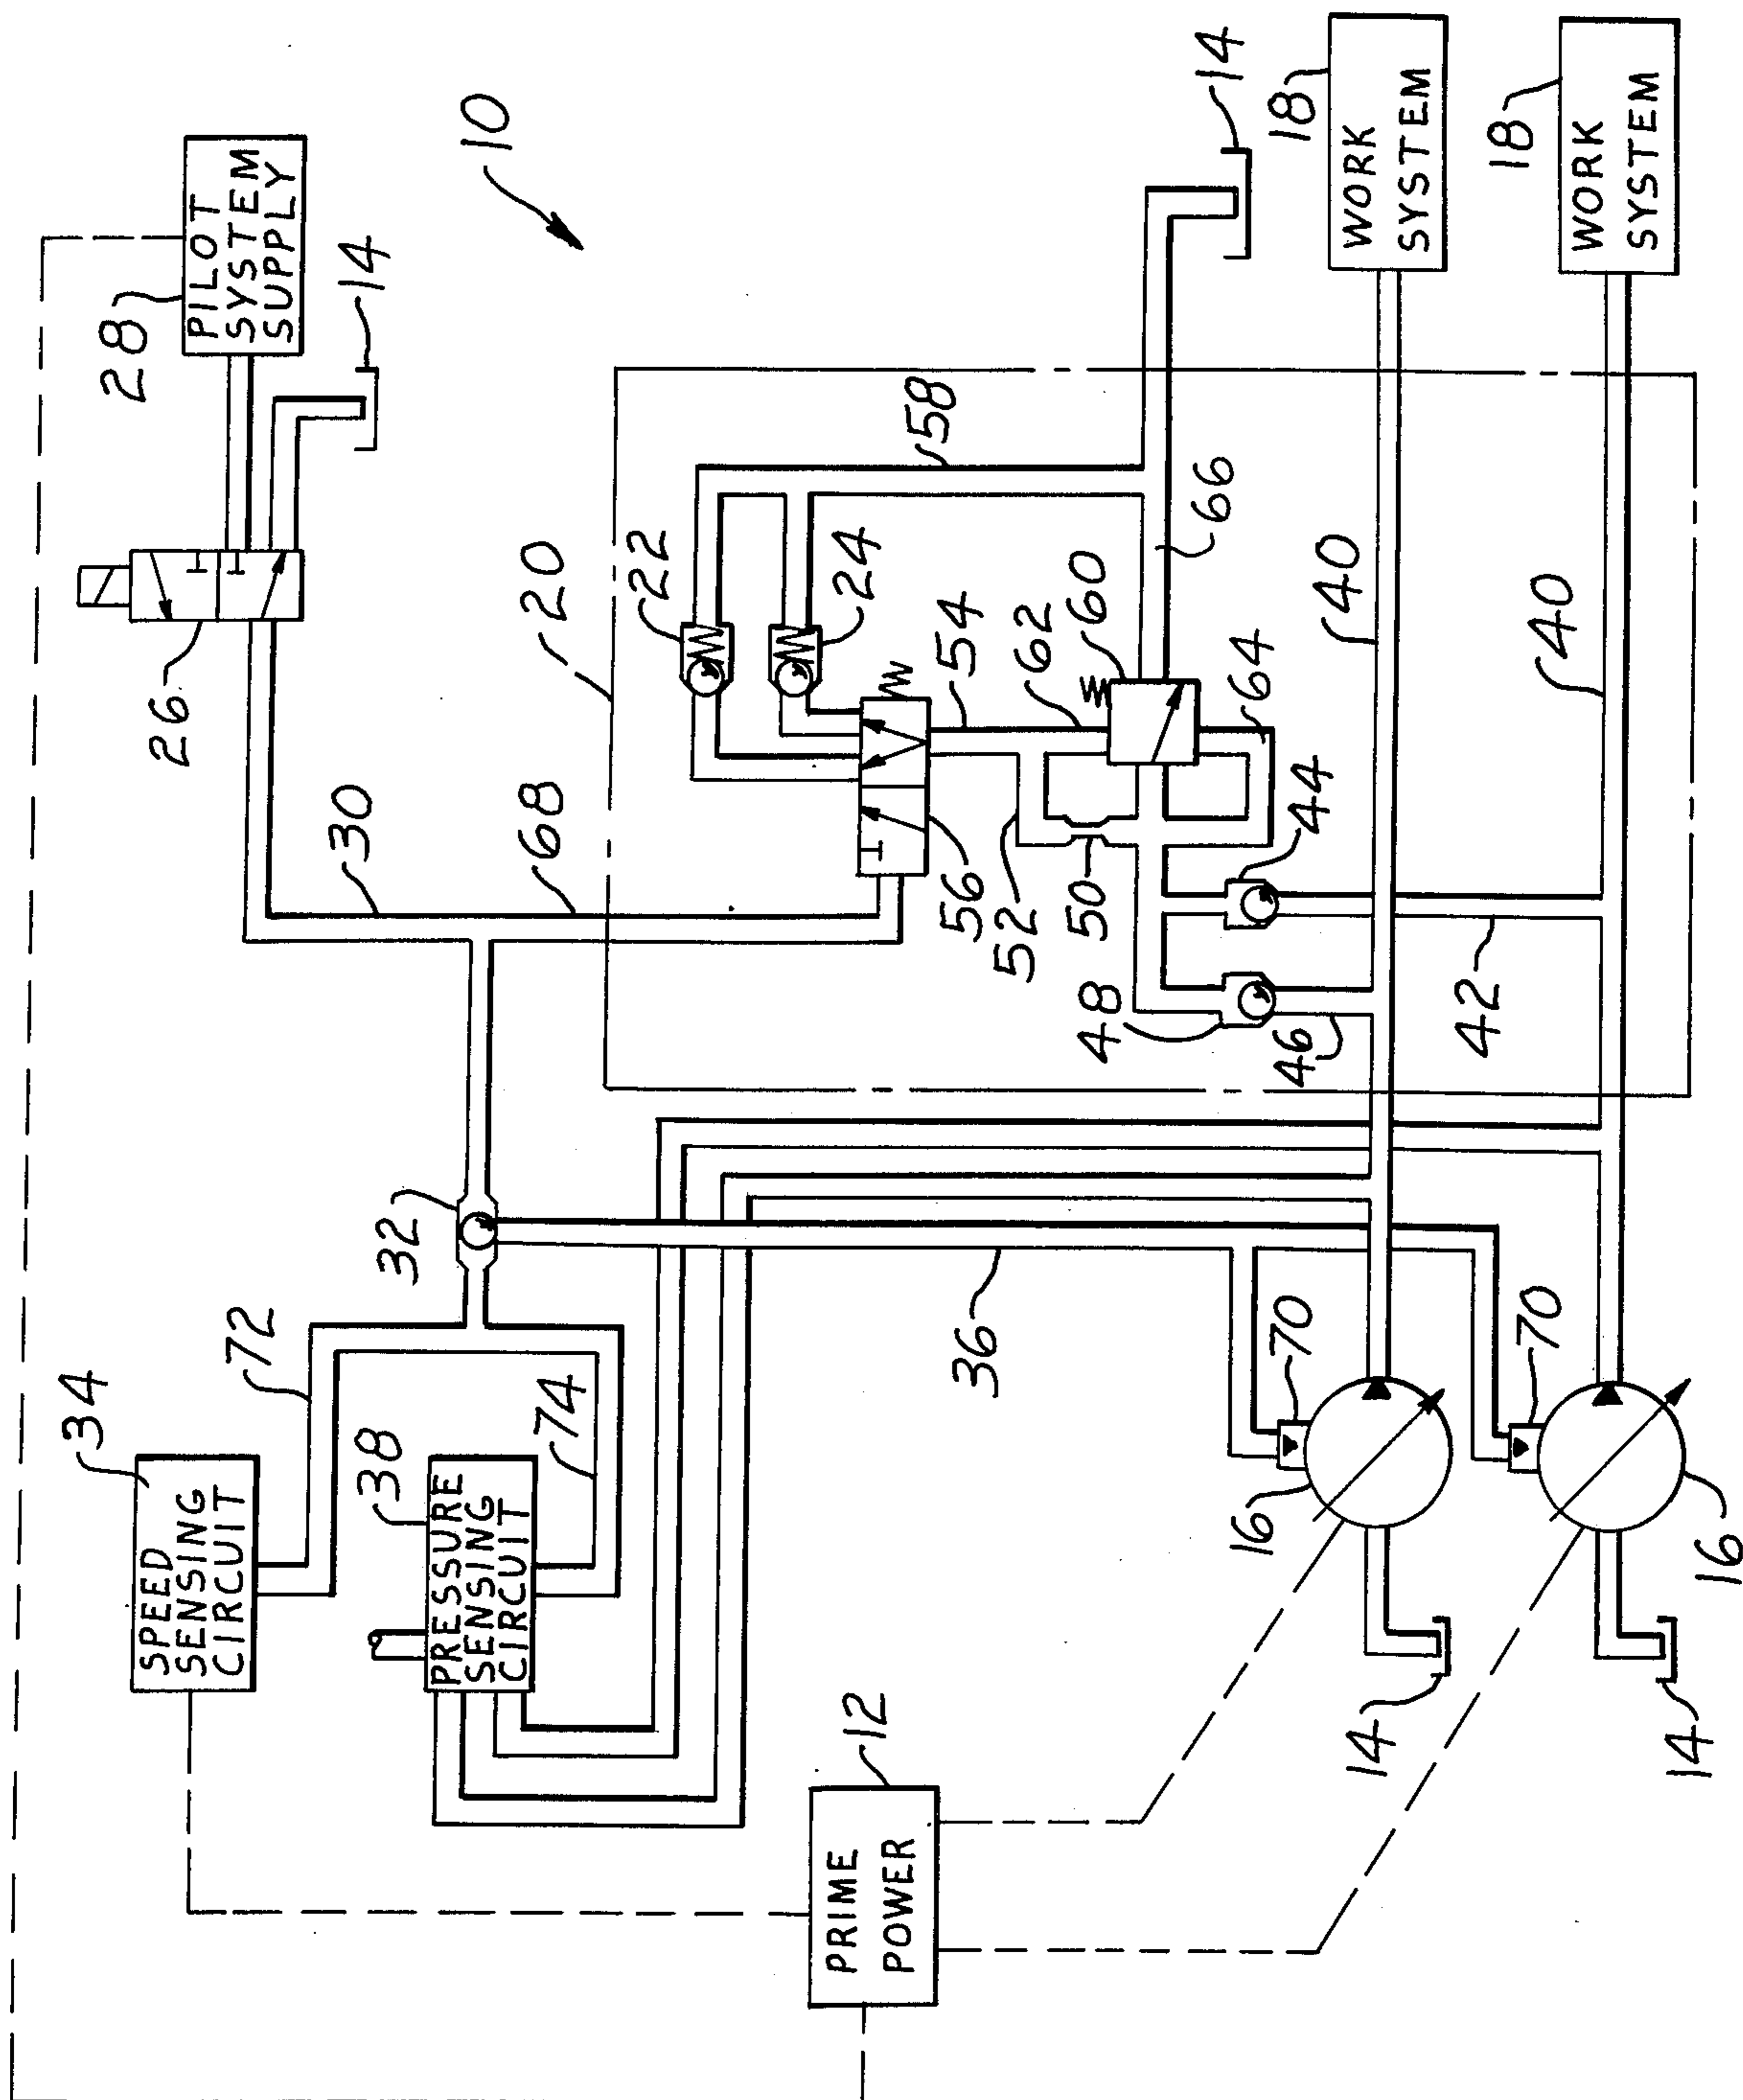 10
PILOT
SYSTEM
SUPPLY
28
14
26
30
68
32
34
SPEED
SENSING
CIRCUIT
72
38
PRESSURE
SENSING
CIRCUIT
74
36
12
PRIME
POWER
20
22
24
58
54
62
60
66
64
56
52
50
44
48
46
42
40
40
14
18
WORK
SYSTEM
18
WORK
SYSTEM
70
70
16
16
14
14